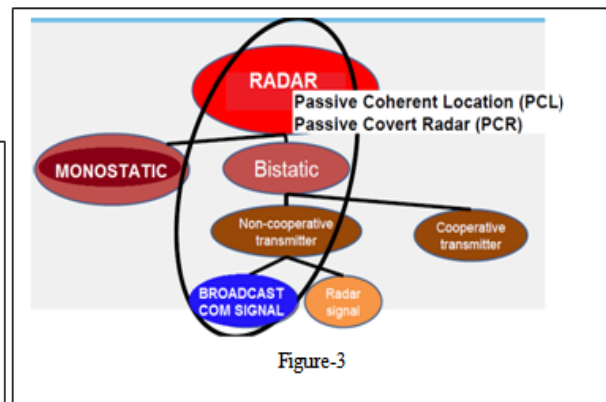 RADAR
Passive Coherent Location (PCL)
Passive Covert Radar (PCR)
MONOSTATIC
Bistatic
Non-cooperative
transmitter
Cooperative
transmitter
BROADCAST
COM SIGNAL
Radar
signal
Figure-3